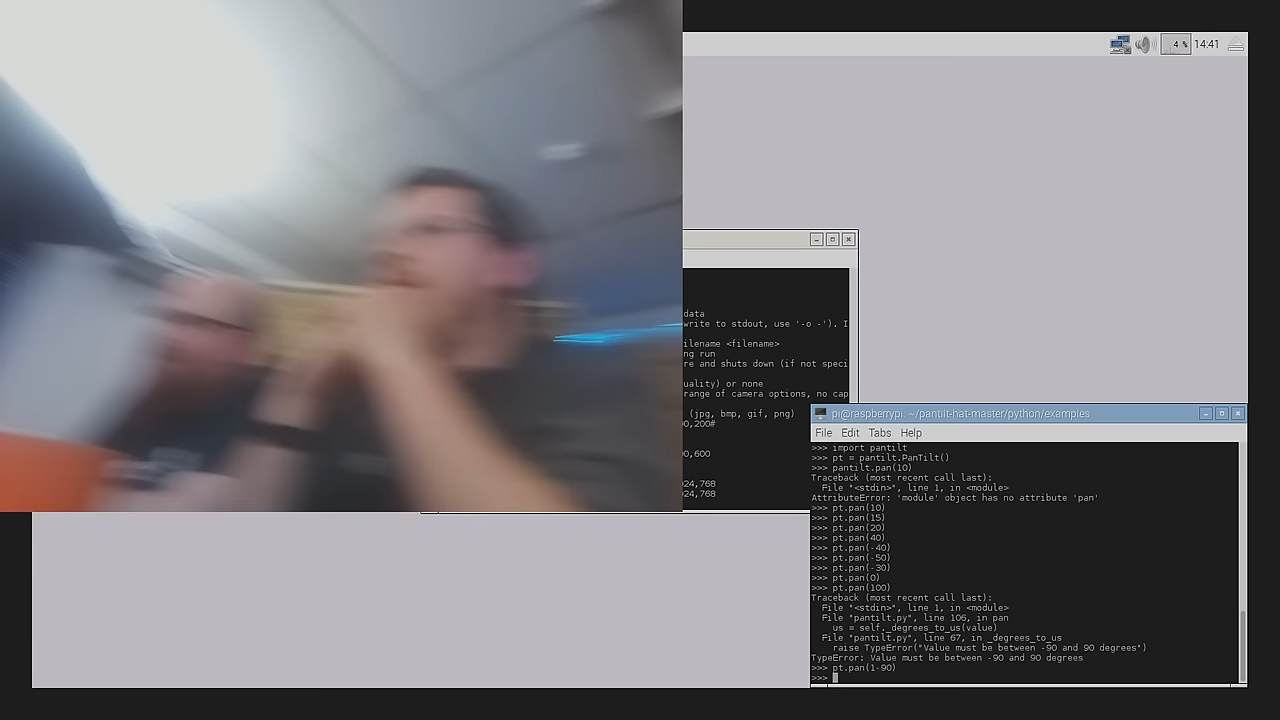 4 %
14:41
data
write to stdout, use '-o -'). I
ilename <filename>
ng run
re and shuts down (if not speci
uality) or none
range of camera options, no cap
(jpg, bmp, gif, png)
00,200#
00,600
024,768
024,768
pi@raspberrypi: ~/pantilt-hat-master/python/examples
File Edit Tabs Help
>>> import pantilt
>>> pt = pantilt.PanTilt()
>>> pantilt.pan(10)
Traceback (most recent call last):
File "<stdin>", line 1, in <module>
AttributeError: 'module' object has no attribute 'pan'
>>> pt.pan(10)
>>> pt.pan(15)
>>> pt.pan(20)
>>> pt.pan(40)
>>> pt.pan(-40)
>>> pt.pan(-50)
>>> pt.pan(-30)
>>> pt.pan(0)
>>> pt.pan(100)
Traceback (most recent call last):
File "<stdin>", line 1, in <module>
File "pantilt.py", line 106, in pan
us = self._degrees_to_us(value)
File "pantilt.py", line 67, in _degrees_to_us
raise TypeError("Value must be between -90 and 90 degrees")
TypeError: Value must be between -90 and 90 degrees
>>> pt.pan(1-90)
>>>